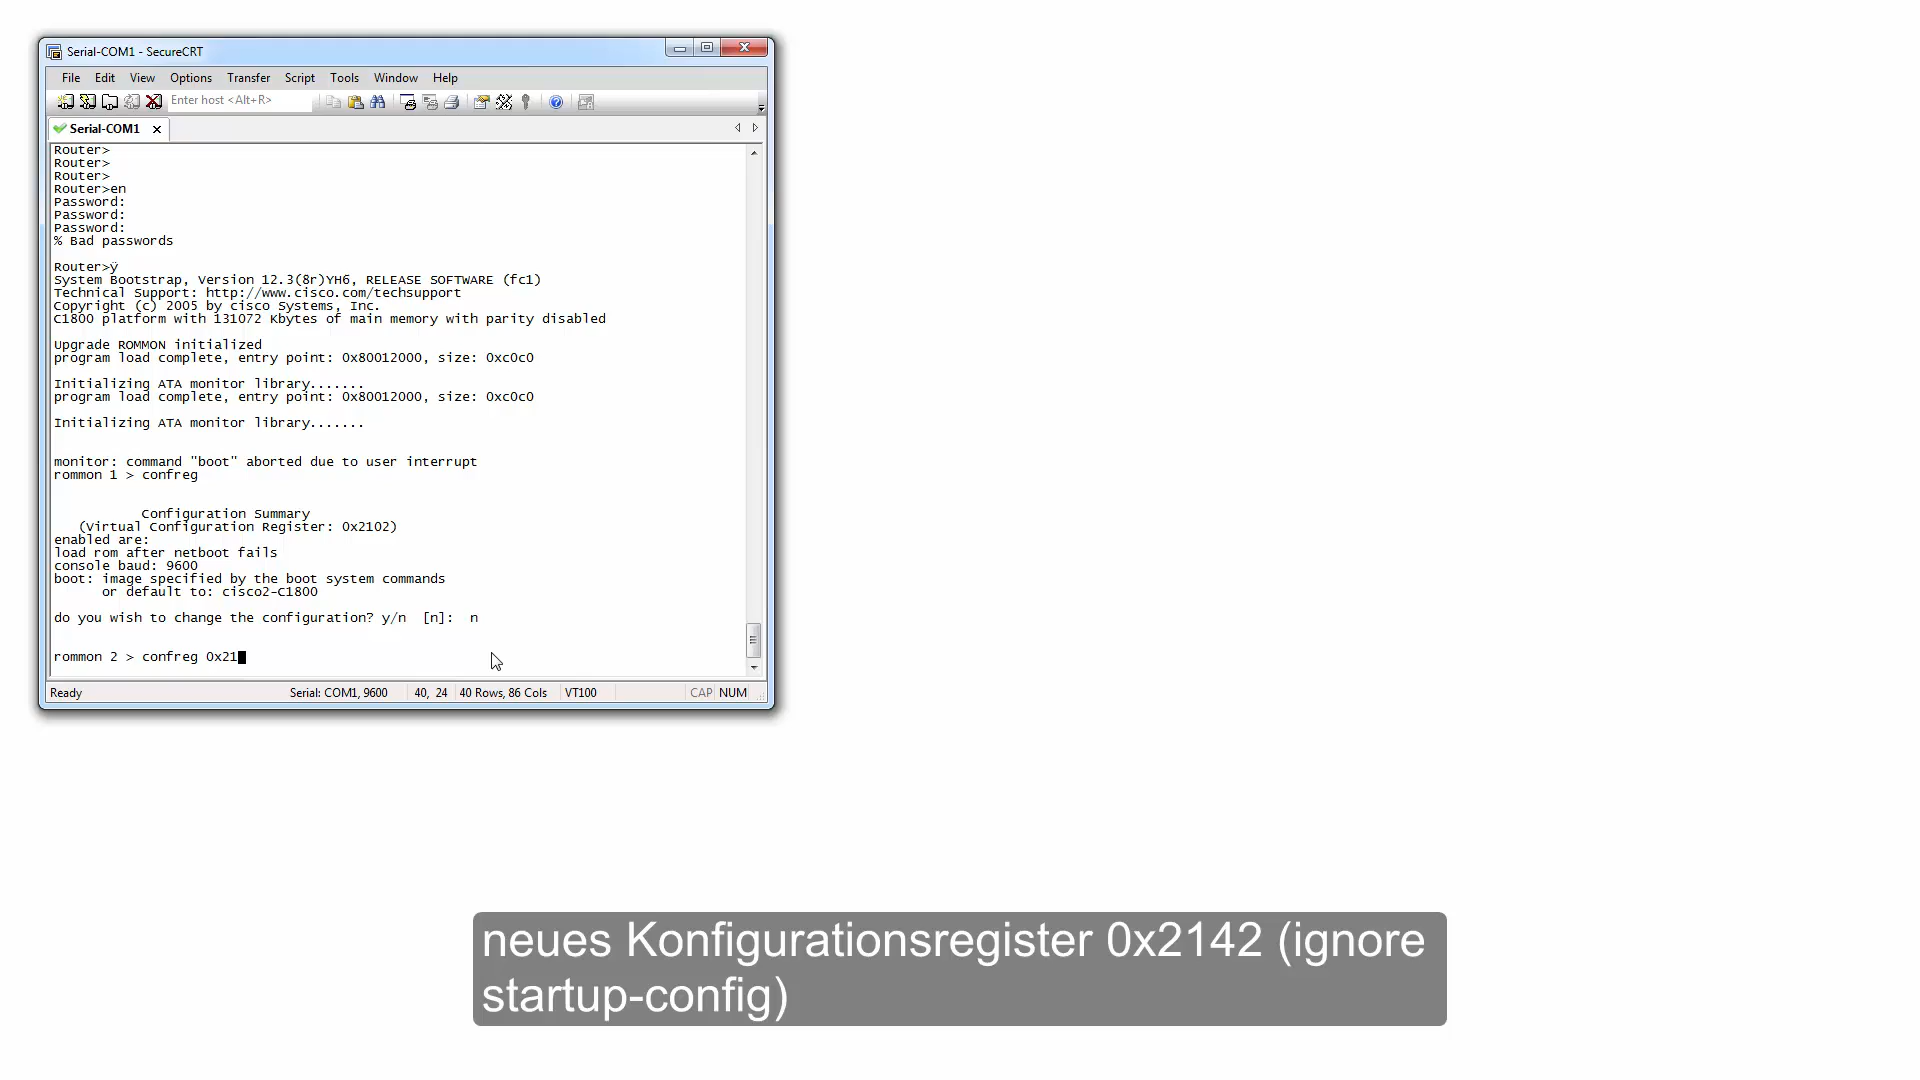 Serial-COM1 - SecureCRT
File Edit View Options Transfer Script Tools Window Help
Enter host <Alt+R>
Serial-COM1
Router>
Router>
Router>
Router>en
Password:
Password:
Password:
% Bad passwords
Router>ÿ
System Bootstrap, Version 12.3(8r)YH6, RELEASE SOFTWARE (fc1)
Technical Support: http://www.cisco.com/techsupport
Copyright (c) 2005 by cisco Systems, Inc.
C1800 platform with 131072 Kbytes of main memory with parity disabled
Upgrade ROMMON initialized
program load complete, entry point: 0x80012000, size: 0xc0c0
Initializing ATA monitor library.......
program load complete, entry point: 0x80012000, size: 0xc0c0
Initializing ATA monitor library.......
monitor: command "boot" aborted due to user interrupt
rommon 1 > confreg
Configuration Summary
(Virtual Configuration Register: 0x2102)
enabled are:
load rom after netboot fails
console baud: 9600
boot: image specified by the boot system commands
or default to: cisco2-C1800
do you wish to change the configuration? y/n  [n]:  n
rommon 2 > confreg 0x21
Ready Serial: COM1, 9600 40, 24 40 Rows, 86 Cols VT100 CAP NUM
neues Konfigurationsregister 0x2142 (ignore
startup-config)